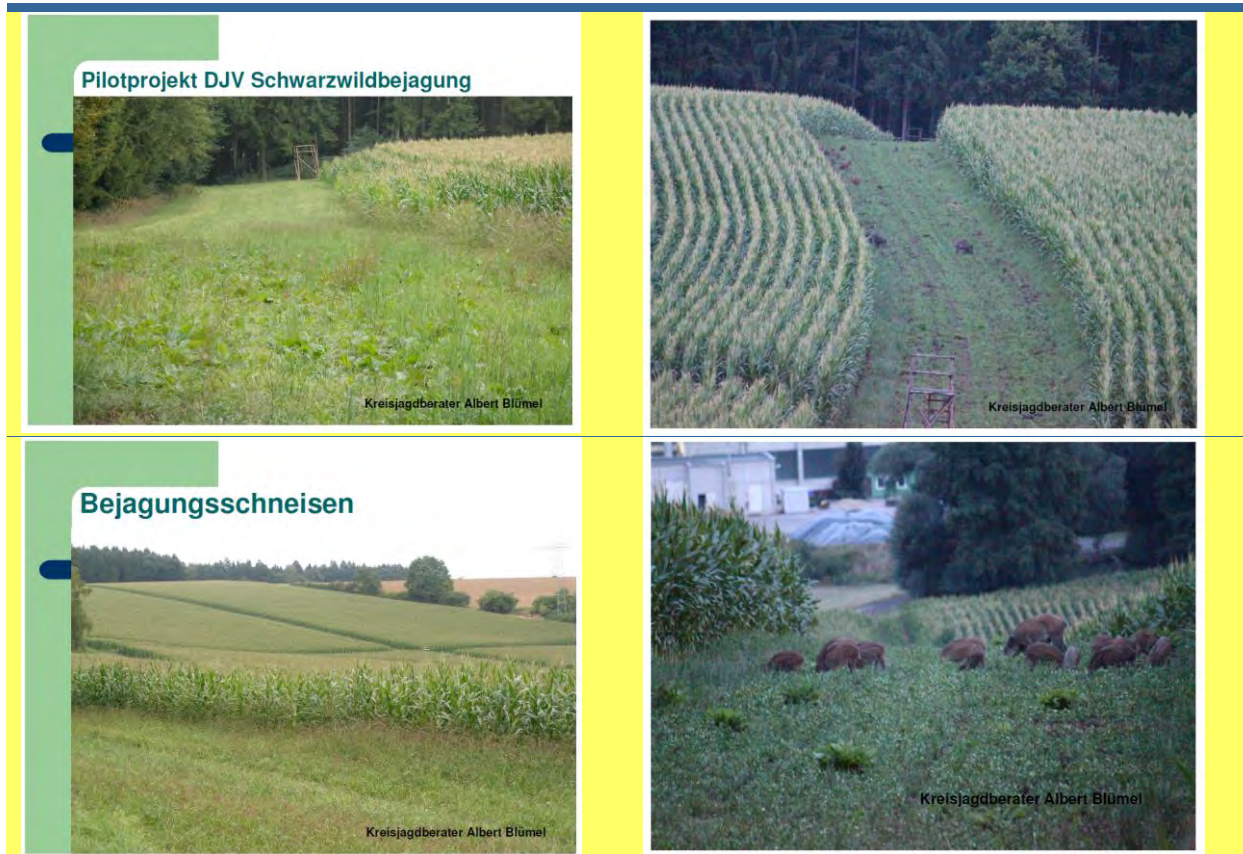 Pilotprojekt DJV Schwarzwildbejagung
Kreisjagdberater Albert Blümel
Kreisjagdberater Albert Blümel
Bejagungsschneisen
Kreisjagdberater Albert Blümel
Kreisjagdberater Albert Blümel